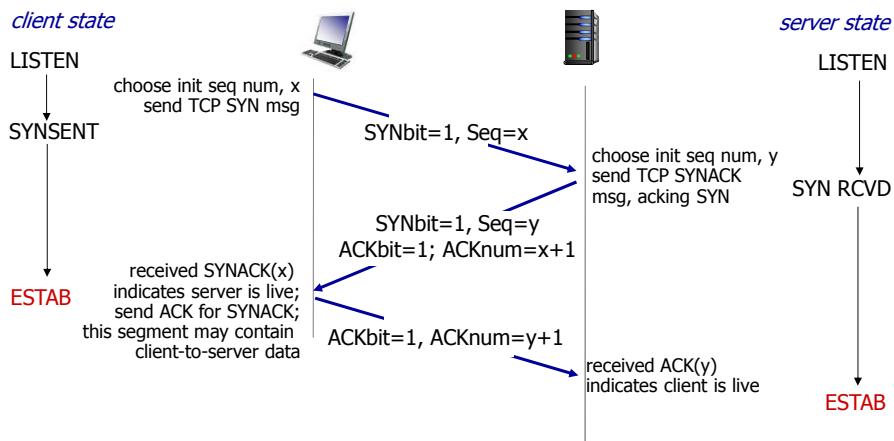 client state
server state
LISTEN
LISTEN
choose init seq num, x
send TCP SYN msg
SYNSENT
SYNbit=1, Seq=x
choose init seq num, y
send TCP SYNACK
msg, acking SYN
SYN RCVD
SYNbit=1, Seq=y
ACKbit=1; ACKnum=x+1
received SYNACK(x)
indicates server is live;
send ACK for SYNACK;
this segment may contain
client-to-server data
ESTAB
ACKbit=1, ACKnum=y+1
received ACK(y)
indicates client is live
ESTAB